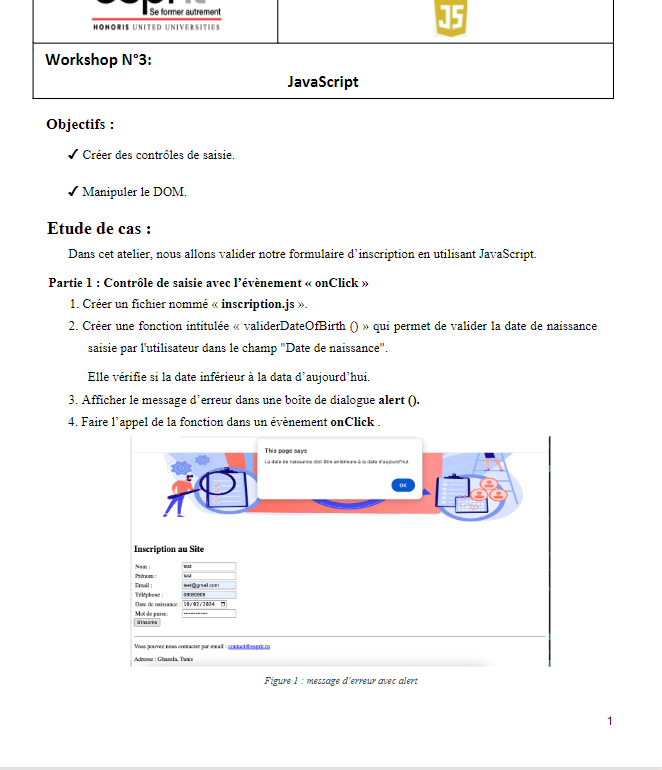 Se former autrement
HONORIS UNITED UNIVERSITIES
JS
Workshop N°3:
JavaScript
Objectifs :
✓ Créer des contrôles de saisie.
✓ Manipuler le DOM.
Etude de cas :
Dans cet atelier, nous allons valider notre formulaire d'inscription en utilisant JavaScript.
Partie 1 : Contrôle de saisie avec l'évènement « onClick »
1. Créer un fichier nommé « inscription.js ».
2. Créer une fonction intitulée « validerDateOfBirth () » qui permet de valider la date de naissance
saisie par l'utilisateur dans le champ "Date de naissance".
Elle vérifie si la date inférieur à la data d'aujourd'hui.
3. Afficher le message d'erreur dans une boîte de dialogue alert ().
4. Faire l'appel de la fonction dans un évènement onClick .
This page says
La date de naissance doit être antérieure à la date d'aujourd'hui.
OK
Inscription au Site
Nom : test
Prénom : test
Email : test@gmail.com
Téléphone : 09090909
Date de naissance : 10/02/2024
Mot de passe:
S'inscrire
Vous pouvez nous contacter par email : contact@esprit.tn
Adresse : Ghazela, Tunis
Figure 1 : message d'erreur avec alert
1